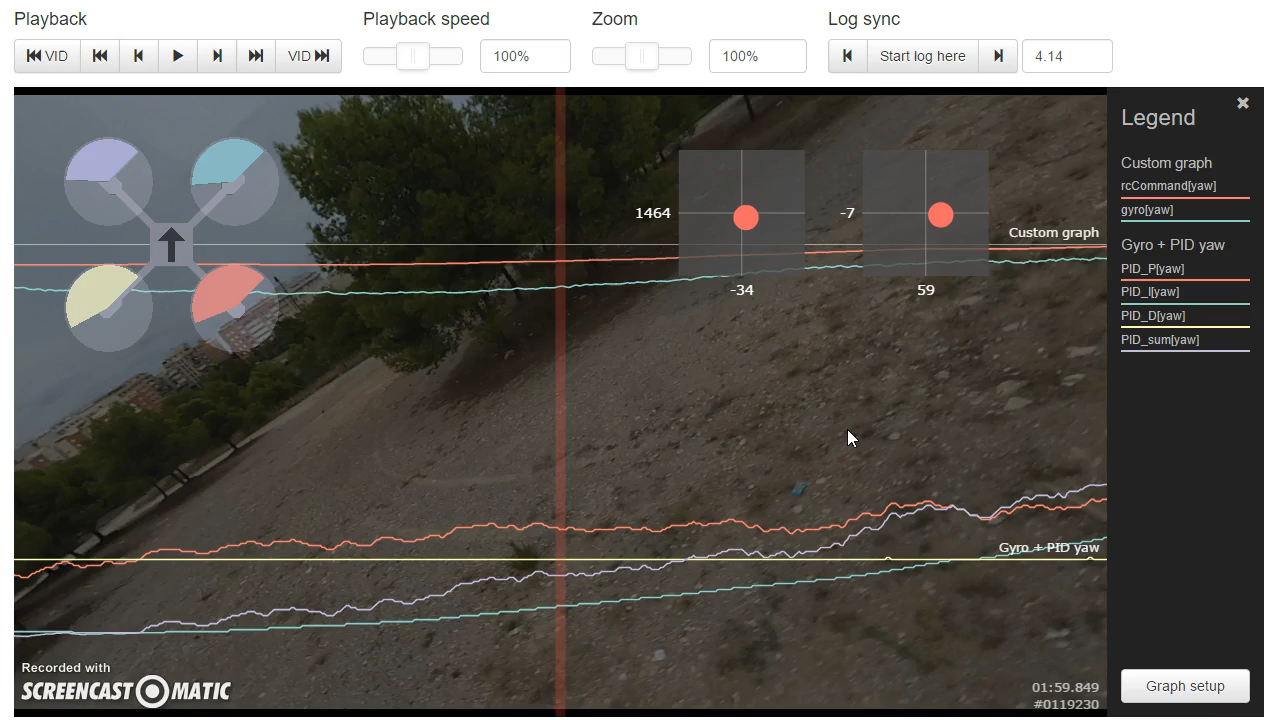 Playback
Playback speed
Zoom
Log sync
VID
VID
100%
100%
Start log here
4.14
Legend
Custom graph
rcCommand[yaw]
gyro[yaw]
Gyro + PID yaw
PID_P[yaw]
PID_I[yaw]
PID_D[yaw]
PID_sum[yaw]
1464
-7
Custom graph
-34
59
Gyro + PID yaw
Recorded with
SCREENCAST MATIC
01:59.849
#0119230
Graph setup